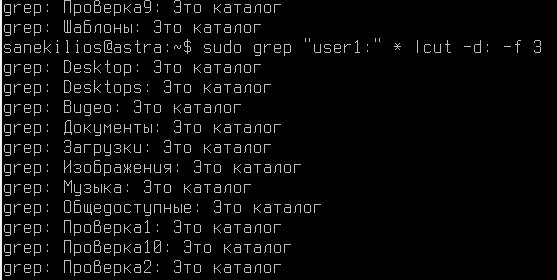 grep: Проверка9: Это каталог
grep: Шаблоны: Это каталог
sanekilios@astra:~$ sudo grep "user1:" * |cut -d: -f 3
grep: Desktop: Это каталог
grep: Desktops: Это каталог
grep: Видео: Это каталог
grep: Документы: Это каталог
grep: Загрузки: Это каталог
grep: Изображения: Это каталог
grep: Музыка: Это каталог
grep: Общедоступные: Это каталог
grep: Проверка1: Это каталог
grep: Проверка10: Это каталог
grep: Проверка2: Это каталог